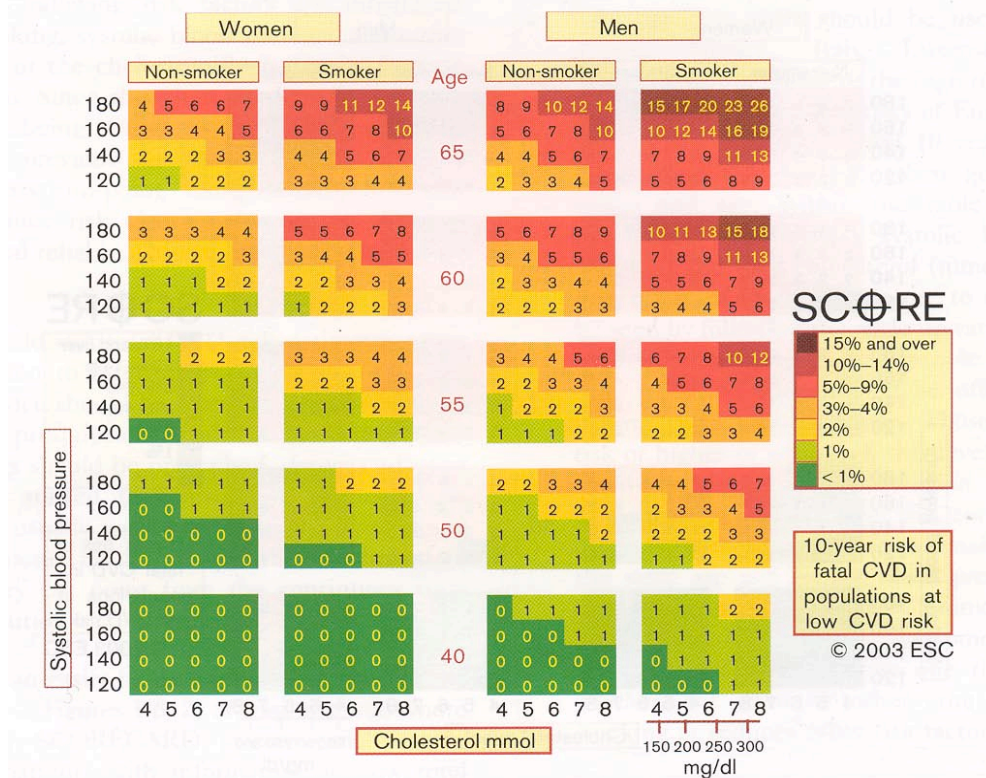 Women Men
Non-smoker Smoker Age Non-smoker Smoker
180 4 5 6 6 7 9 9 11 12 14 8 9 10 12 14 15 17 20 23 26
160 3 3 4 4 5 6 6 7 8 10 5 6 7 8 10 10 12 14 16 19
140 2 2 2 3 3 4 4 5 6 7 65 4 4 5 6 7 7 8 9 11 13
120 1 1 2 2 2 3 3 3 4 4 2 3 3 4 5 5 5 6 8 9
180 3 3 3 4 4 5 5 6 7 8 5 6 7 8 9 10 11 13 15 18
160 2 2 2 2 3 3 4 4 5 5 3 4 5 5 6 7 8 9 11 13
140 1 1 1 2 2 2 2 3 3 4 60 2 3 3 4 4 5 5 6 7 9
120 1 1 1 1 1 1 2 2 2 3 2 2 2 3 3 3 4 4 5 6
180 1 1 2 2 2 3 3 3 4 4 3 4 4 5 6 6 7 8 10 12
160 1 1 1 1 1 2 2 2 3 3 2 2 3 3 4 4 5 6 7 8
140 1 1 1 1 1 1 1 1 2 2 55 1 2 2 2 3 3 3 4 5 6
120 0 0 1 1 1 1 1 1 1 1 1 1 1 2 2 2 2 3 3 4
180 1 1 1 1 1 1 1 2 2 2 2 2 3 3 4 4 4 5 6 7
160 0 0 1 1 1 1 1 1 1 1 1 1 2 2 2 2 3 3 4 5
140 0 0 0 0 0 1 1 1 1 1 50 1 1 1 1 2 2 2 2 3 3
120 0 0 0 0 0 0 0 0 1 1 1 1 1 1 1 1 1 2 2 2
180 0 0 0 0 0 0 0 0 0 0 0 1 1 1 1 1 1 1 2 2
160 0 0 0 0 0 0 0 0 0 0 0 0 0 1 1 1 1 1 1 1
140 0 0 0 0 0 0 0 0 0 0 40 0 0 0 0 0 0 1 1 1 1
120 0 0 0 0 0 0 0 0 0 0 0 0 0 0 0 0 0 0 1 1
4 5 6 7 8 4 5 6 7 8 4 5 6 7 8 4 5 6 7 8
Systolic blood pressure
Cholesterol mmol
150 200 250 300
mg/dl
SCORE
15% and over
10%–14%
5%–9%
3%–4%
2%
1%
< 1%
10-year risk of
fatal CVD in
populations at
low CVD risk
© 2003 ESC